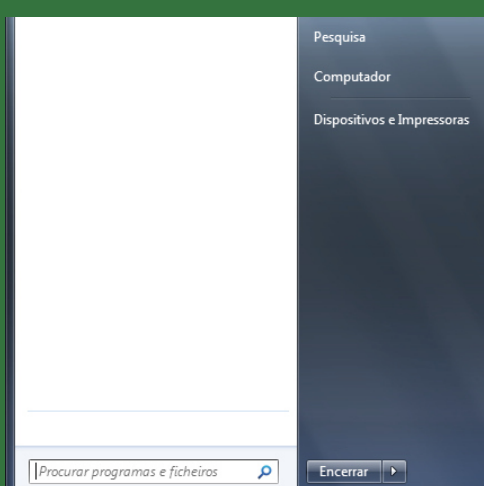 Pesquisa
Computador
Dispositivos e Impressoras
Procurar programas e ficheiros
Encerrar